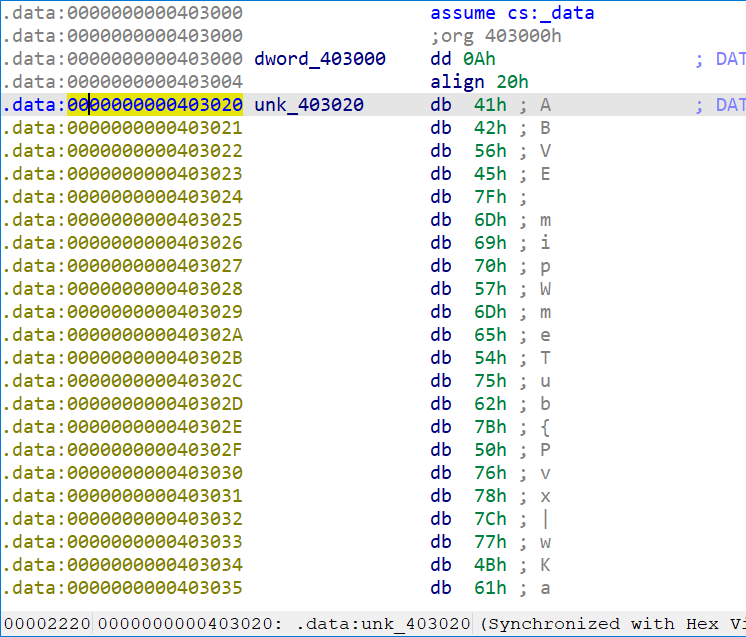 .data:0000000000403000 assume cs:_data
.data:0000000000403000 ;org 403000h
.data:0000000000403000 dword_403000 dd 0Ah ; DAT
.data:0000000000403004 align 20h
.data:0000000000403020 unk_403020 db 41h ; A ; DAT
.data:0000000000403021 db 42h ; B
.data:0000000000403022 db 56h ; V
.data:0000000000403023 db 45h ; E
.data:0000000000403024 db 7Fh ;
.data:0000000000403025 db 6Dh ; m
.data:0000000000403026 db 69h ; i
.data:0000000000403027 db 70h ; p
.data:0000000000403028 db 57h ; W
.data:0000000000403029 db 6Dh ; m
.data:000000000040302A db 65h ; e
.data:000000000040302B db 54h ; T
.data:000000000040302C db 75h ; u
.data:000000000040302D db 62h ; b
.data:000000000040302E db 7Bh ; {
.data:000000000040302F db 50h ; P
.data:0000000000403030 db 76h ; v
.data:0000000000403031 db 78h ; x
.data:0000000000403032 db 7Ch ; |
.data:0000000000403033 db 77h ; w
.data:0000000000403034 db 4Bh ; K
.data:0000000000403035 db 61h ; a
00002220 0000000000403020: .data:unk_403020 (Synchronized with Hex Vi